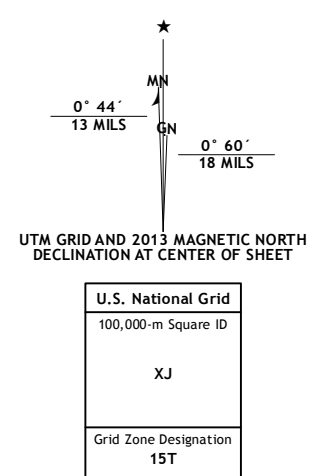 MN
0° 44´
13 MILS
GN
0° 60´
18 MILS
UTM GRID AND 2013 MAGNETIC NORTH
DECLINATION AT CENTER OF SHEET
U.S. National Grid
100,000-m Square ID
XJ
Grid Zone Designation
15T